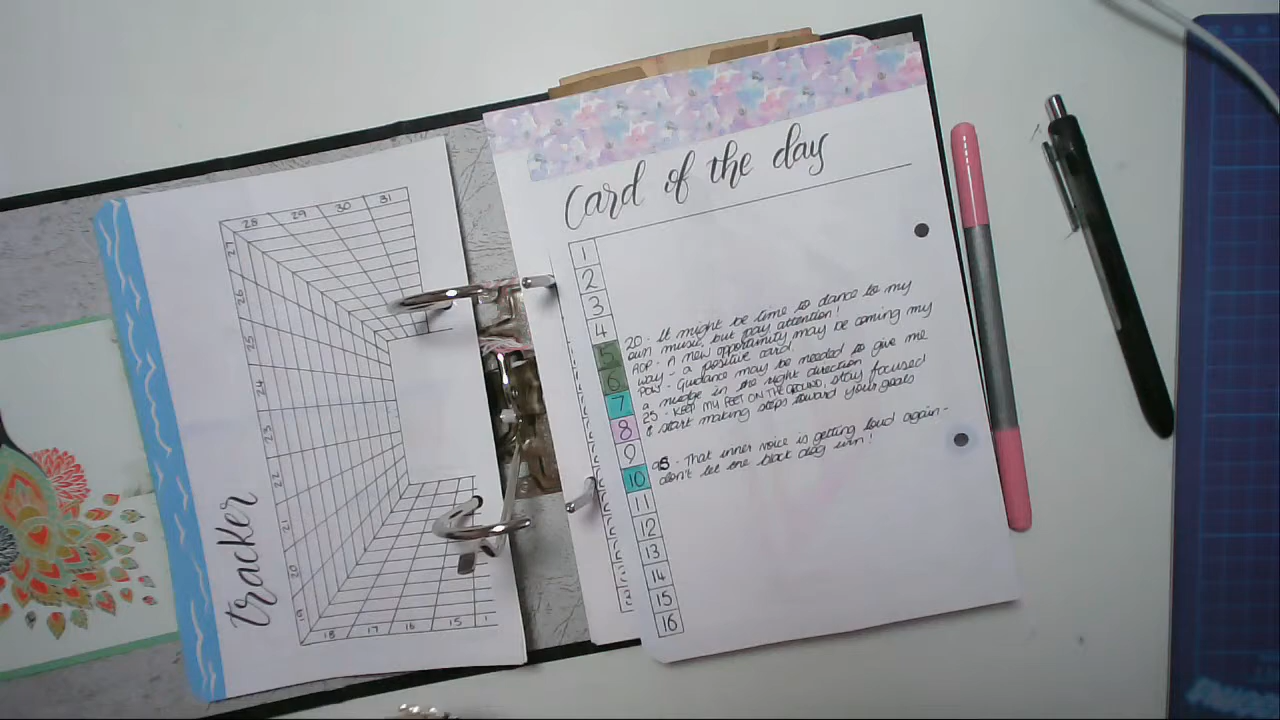 tracker
27 28 29 30 31
26
25
24
23
22
21
20
19 18 17 16 15 1
Card of the day
1
2
3
4
5
6
7
8
9
10
11
12
13
14
15
16
20 - It might be time to dance to my
own music, but pay attention!
AOP - A new opportunity may be coming my
way - a positive card.
POW - Guidance may be needed to give me
a nudge in the right direction
25 - KEEP MY FEET ON THE GROUND, stay focused
& start making steps toward your goals
- That inner voice is getting loud again -
don't let the black dog win!